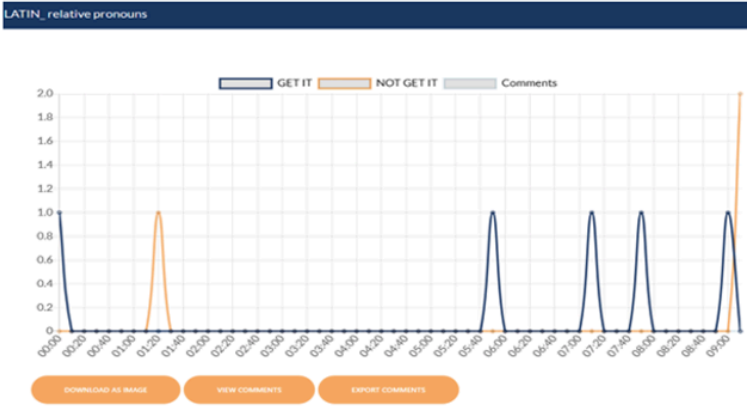 LATIN_ relative pronouns
GET IT NOT GET IT Comments
2.0
1.8
1.6
1.4
1.2
1.0
0.8
0.6
0.4
0.2
0
00:00 00:20 00:40 01:00 01:20 01:40 02:00 02:20 02:40 03:00 03:20 03:40 04:00 04:20 04:40 05:00 05:20 05:40 06:00 06:20 06:40 07:00 07:20 07:40 08:00 08:20 08:40 09:00
DOWNLOAD AS IMAGE VIEW COMMENTS EXPORT COMMENTS